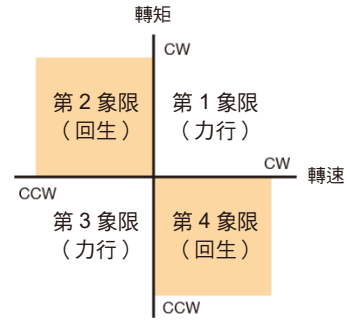 轉矩
CW
第 2 象限
（回生）
第 1 象限
（力行）
CW
轉速
CCW
第 3 象限
（力行）
第 4 象限
（回生）
CCW